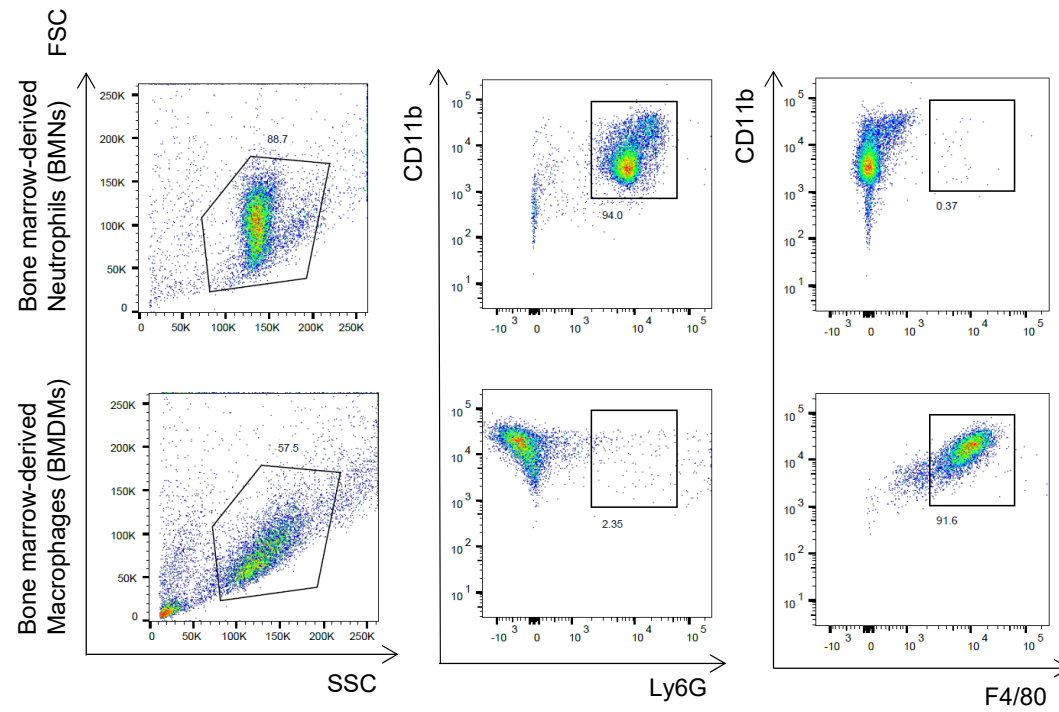 FSC
Bone marrow-derived
Neutrophils (BMNs)
250K
200K
150K
100K
50K
0
0 50K 100K 150K 200K 250K
88.7
CD11b
10 5
10 4
10 3
10 2
10 1
-10 3 0 10 3 10 4 10 5
94.0
CD11b
10 5
10 4
10 3
10 2
10 1
-10 3 0 10 3 10 4 10 5
0.37
Bone marrow-derived
Macrophages (BMDMs)
250K
200K
150K
100K
50K
0
0 50K 100K 150K 200K 250K
57.5
10 5
10 4
10 3
10 2
10 1
-10 3 0 10 3 10 4 10 5
2.35
10 5
10 4
10 3
10 2
10 1
-10 3 0 10 3 10 4 10 5
91.6
SSC
Ly6G
F4/80